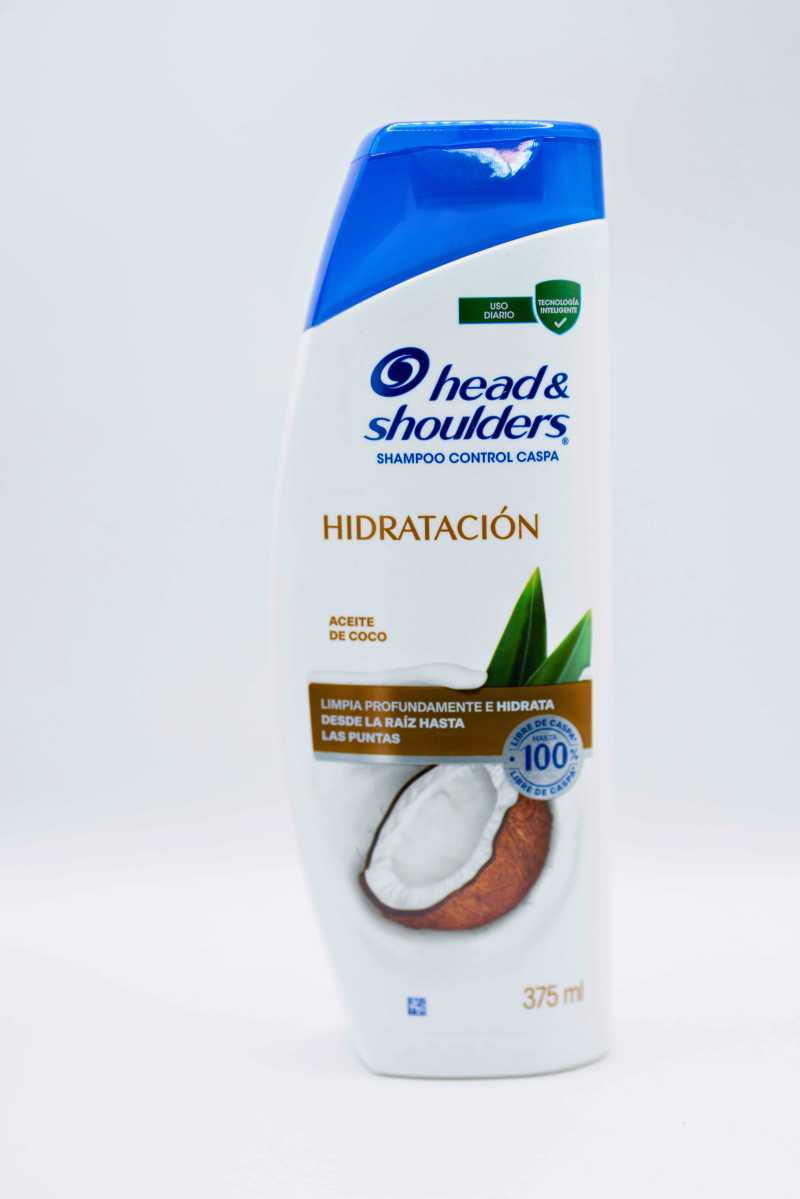 USO
DIARIO
TECNOLOGÍA
INTELIGENTE
head &
shoulders®
SHAMPOO CONTROL CASPA
HIDRATACIÓN
ACEITE
DE COCO
LIMPIA PROFUNDAMENTE E HIDRATA
DESDE LA RAÍZ HASTA
LAS PUNTAS
LIBRE DE CASPA*
HASTA
100
LIBRE DE CASPA*
375 ml